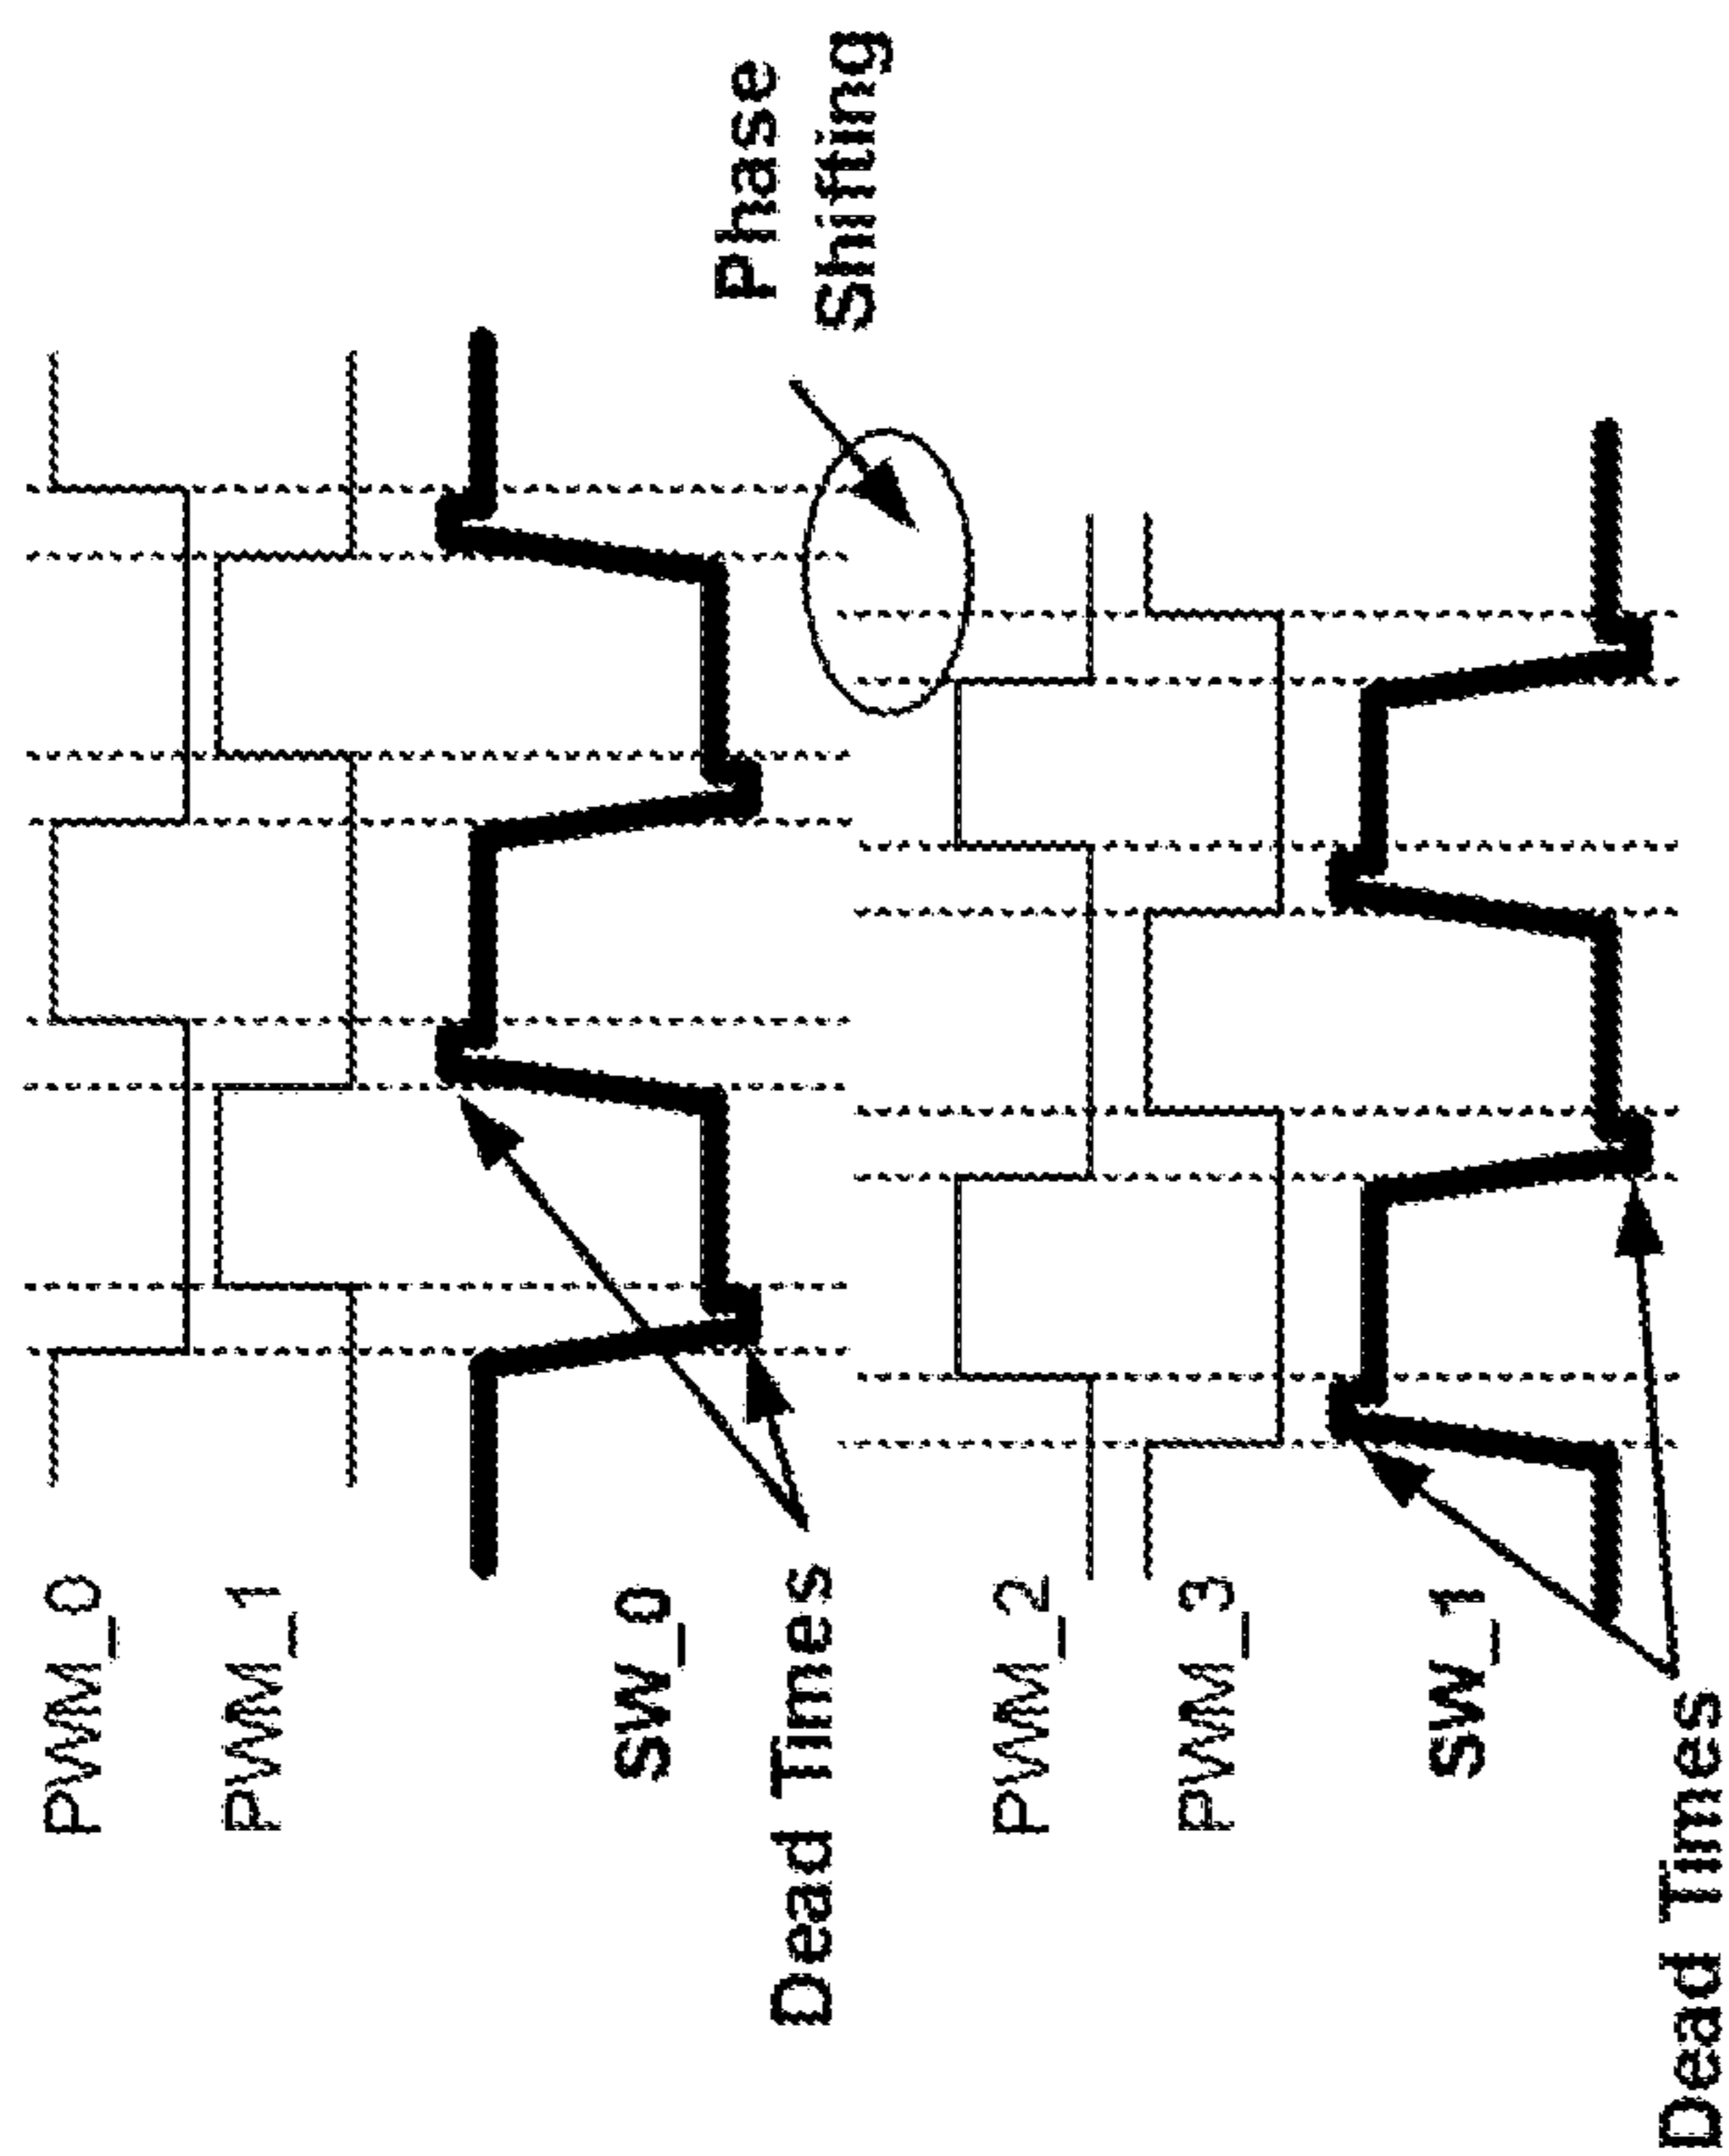 PWM_0
PWM_1
SW_0
Dead Times
Phase
Shifting
PWM_2
PWM_3
SW_1
Dead Times